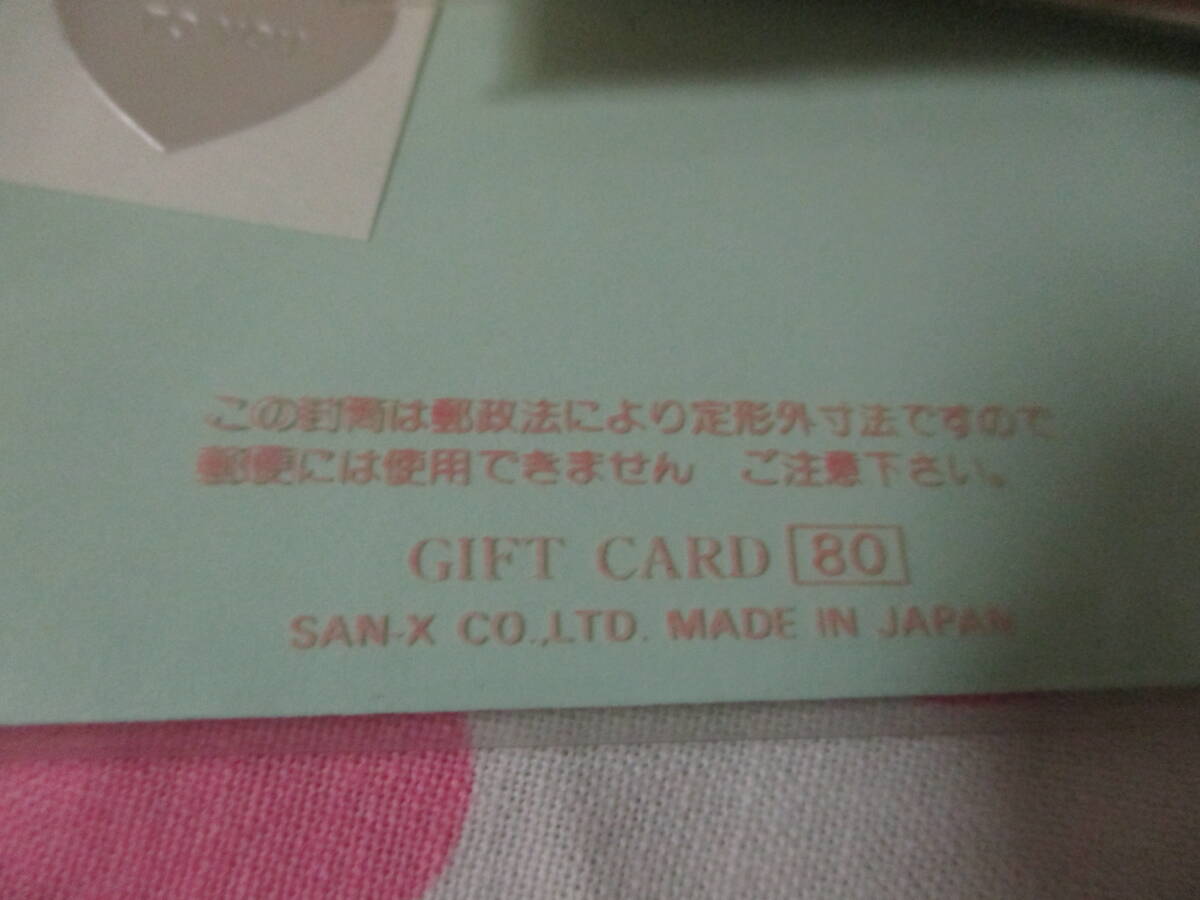 この封筒は郵政法により定形外寸法ですので
郵便には使用できません　ご注意下さい。
GIFT CARD 80
SAN-X CO.,LTD. MADE IN JAPAN